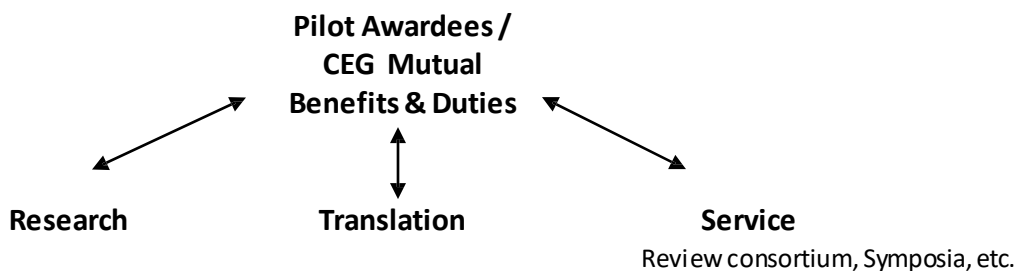 Pilot Awardees /
CEG Mutual
Benefits & Duties
Research Translation Service
Review consortium, Symposia, etc.